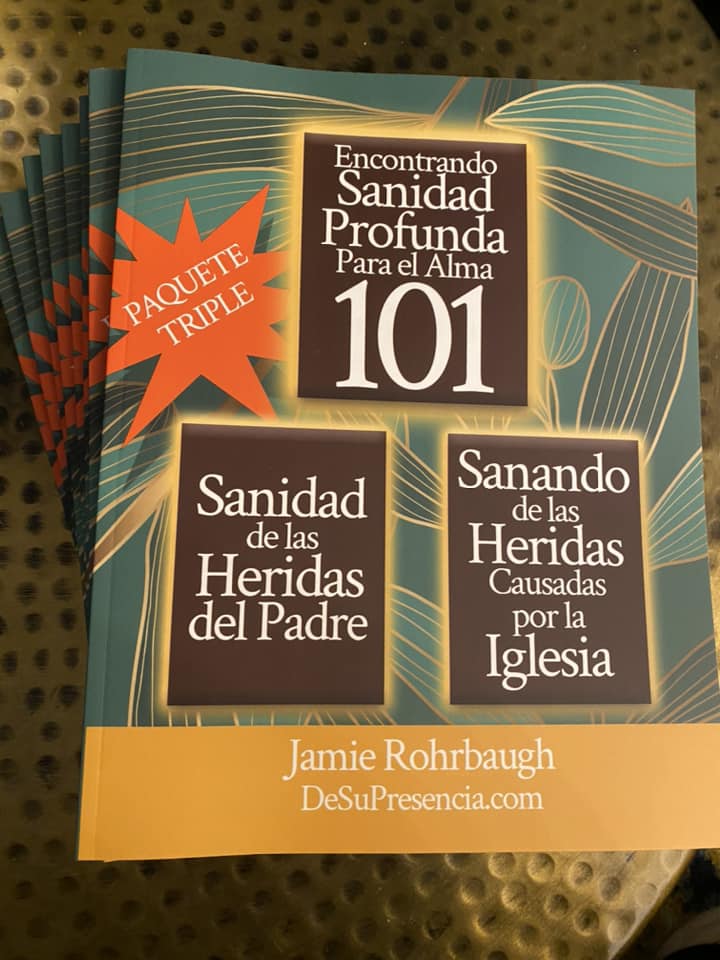 Encontrando
Sanidad
Profunda
Para el Alma
101
PAQUETE
TRIPLE
Sanidad
de las
Heridas
del Padre
Sanando
de las
Heridas
Causadas
por la
Iglesia
Jamie Rohrbaugh
DeSuPresencia.com